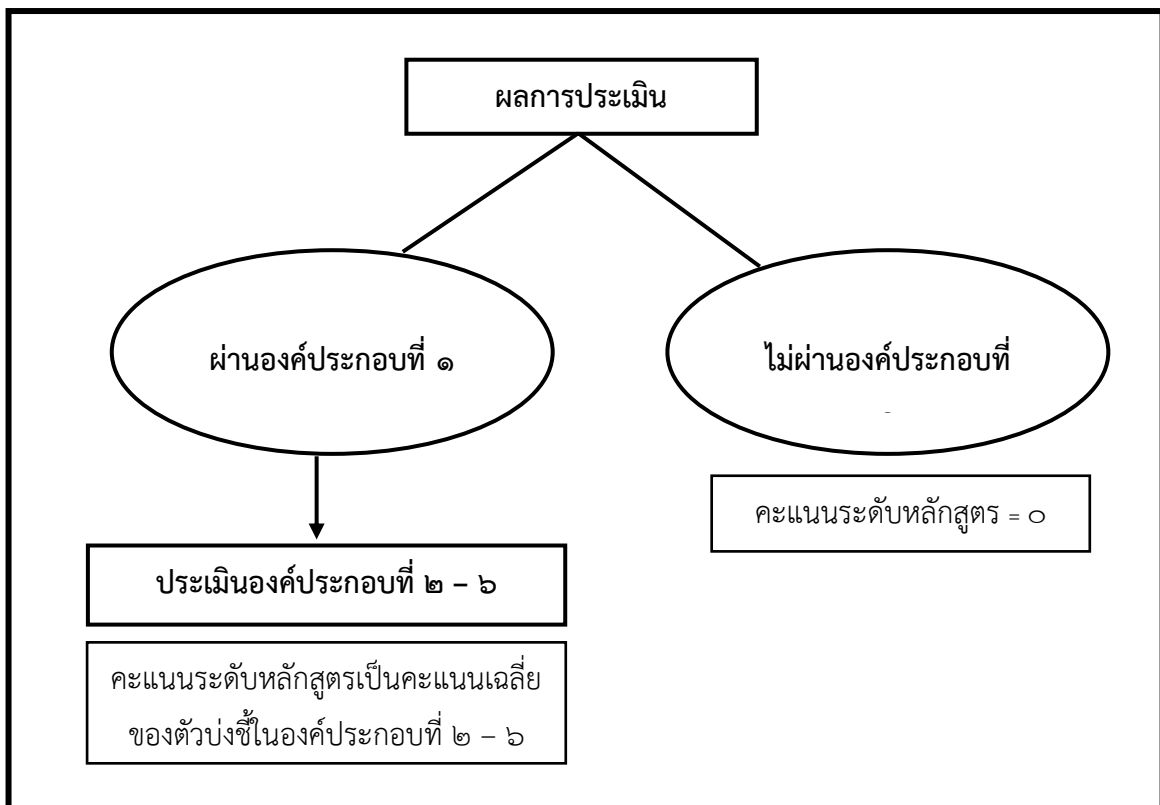 ผลการประเมิน
ผ่านองค์ประกอบที่ ๑
ไม่ผ่านองค์ประกอบที่
คะแนนระดับหลักสูตร = ๐
ประเมินองค์ประกอบที่ ๒ – ๖
คะแนนระดับหลักสูตรเป็นคะแนนเฉลี่ย
ของตัวบ่งชี้ในองค์ประกอบที่ ๒ – ๖